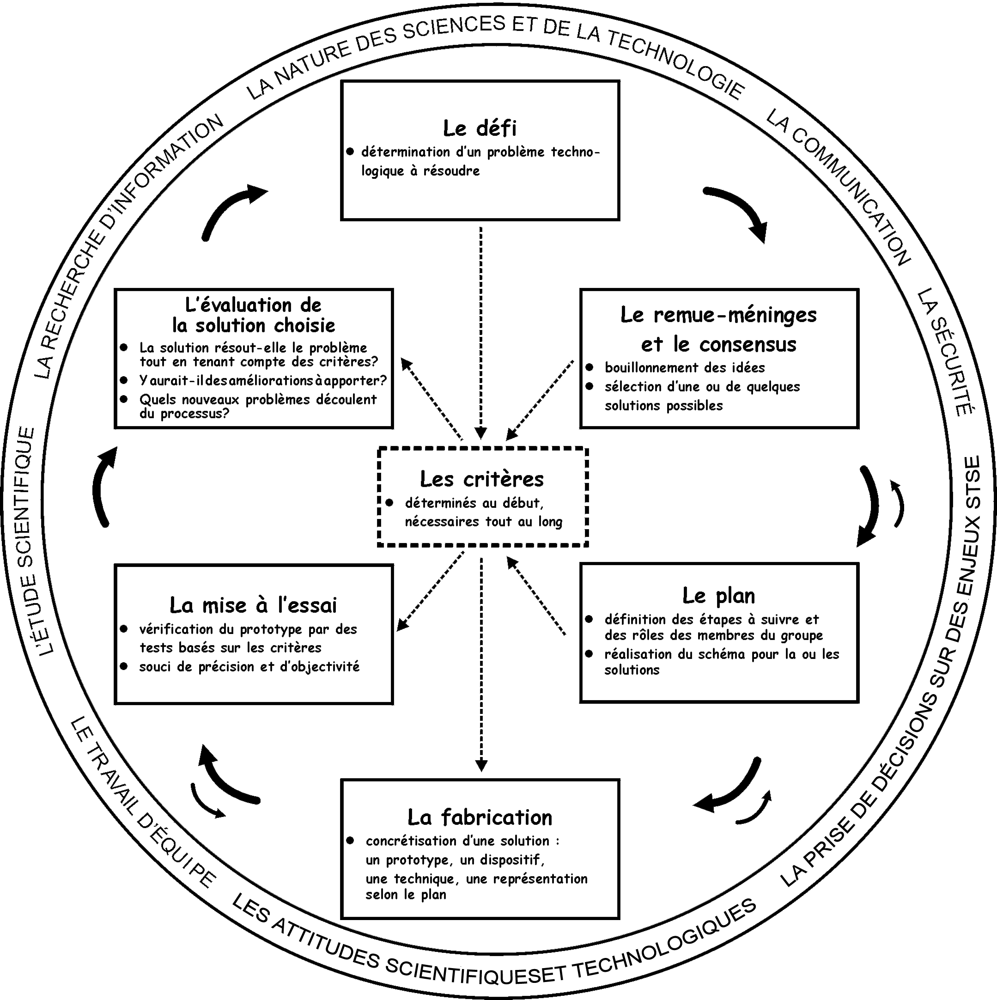 LA NATURE DES SCIENCES ET DE LA TECHNOLOGIE
LA COMMUNICATION
LA SÉCURITÉ
LA PRISE DE DÉCISIONS SUR DES ENJEUX STSE
LES ATTITUDES SCIENTIFIQUESET TECHNOLOGIQUES
LE TRAVAIL D'ÉQUIPE
L'ÉTUDE SCIENTIFIQUE
LA RECHERCHE D'INFORMATION
Le défi
● détermination d'un problème techno-
logique à résoudre
Le remue-méninges
et le consensus
● bouillonnement des idées
● sélection d'une ou de quelques
solutions possibles
Le plan
● définition des étapes à suivre et
des rôles des membres du groupe
● réalisation du schéma pour la ou les
solutions
La fabrication
● concrétisation d'une solution :
un prototype, un dispositif,
une technique, une représentation
selon le plan
La mise à l'essai
● vérification du prototype par des
tests basés sur les critères
● souci de précision et d'objectivité
L'évaluation de
la solution choisie
● La solution résout-elle le problème
tout en tenant compte des critères?
● Y aurait-il des améliorations à apporter?
● Quels nouveaux problèmes découlent
du processus?
Les critères
● déterminés au début,
nécessaires tout au long